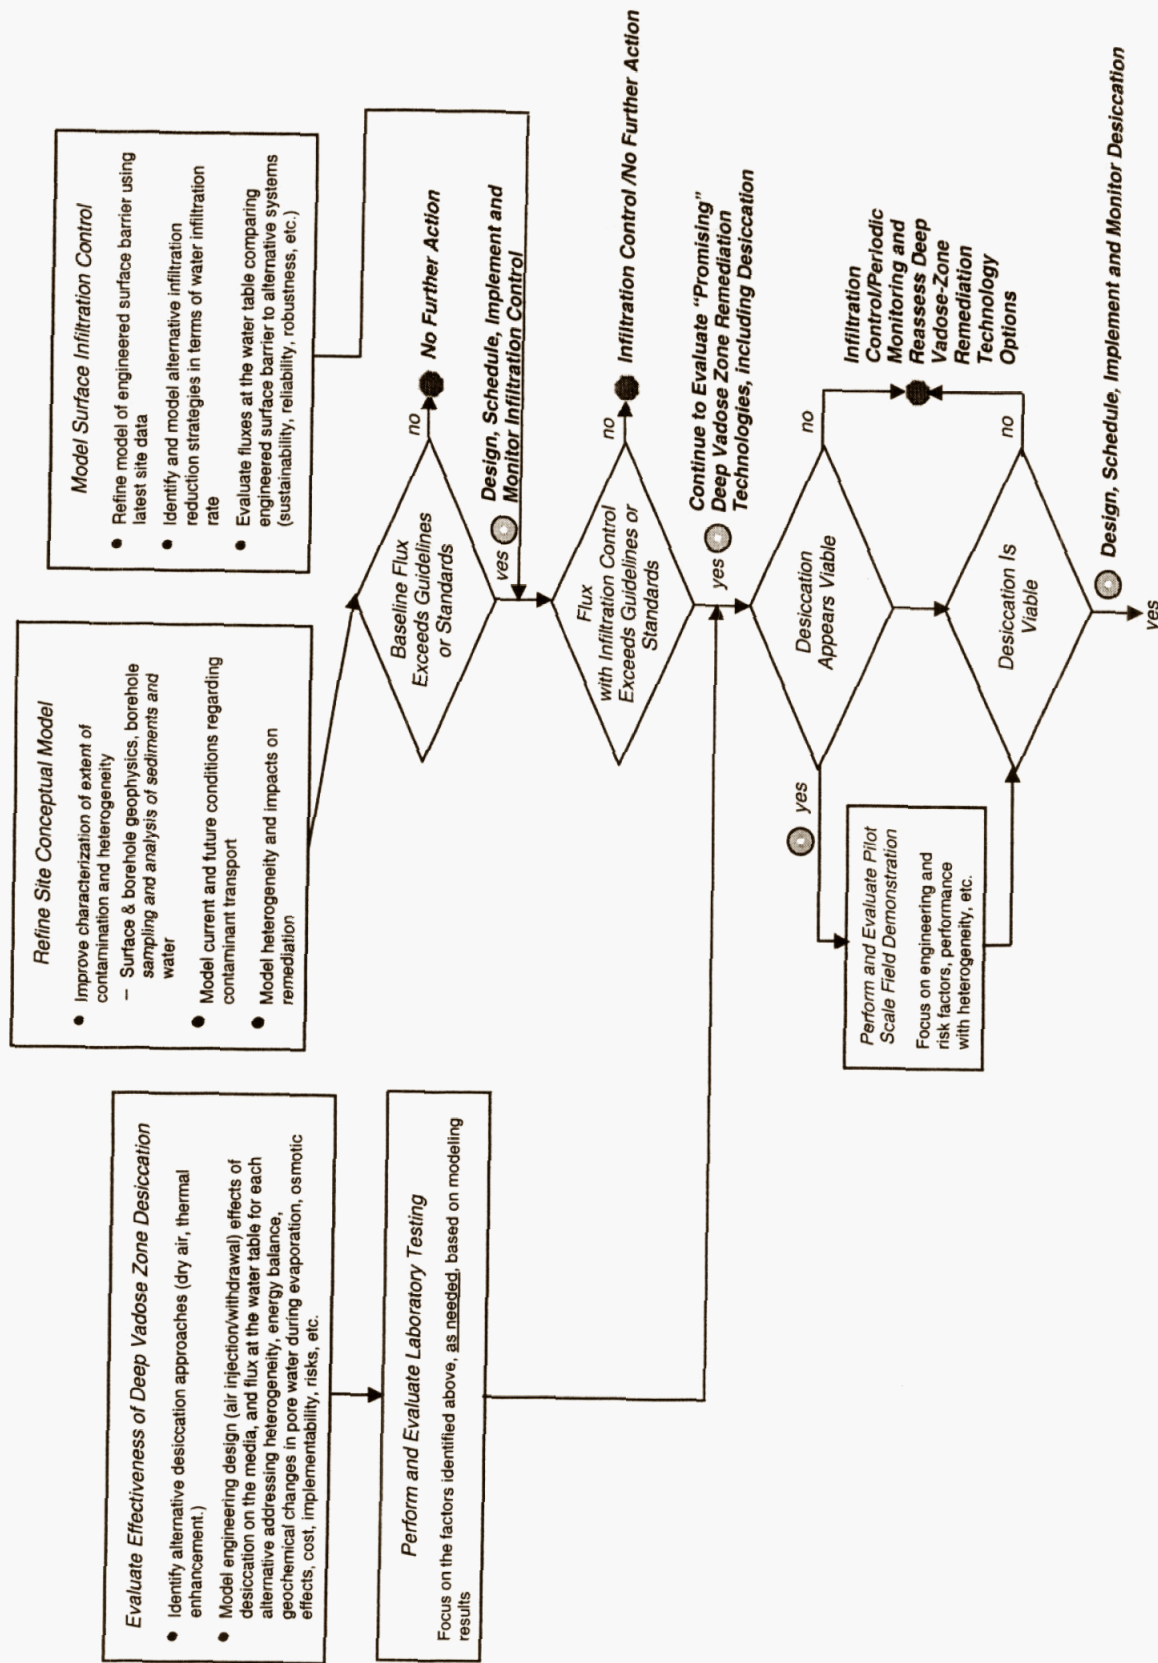 Evaluate Effectiveness of Deep Vadose Zone Desiccation
● Identify alternative desiccation approaches (dry air, thermal
enhancement.)
● Model engineering design (air injection/withdrawal) effects of
desiccation on the media, and flux at the water table for each
alternative addressing heterogeneity, energy balance,
geochemical changes in pore water during evaporation, osmotic
effects, cost, implementability, risks, etc.
Perform and Evaluate Laboratory Testing
Focus on the factors identified above, as needed, based on modeling
results
Refine Site Conceptual Model
● Improve characterization of extent of
contamination and heterogeneity
– Surface & borehole geophysics, borehole
sampling and analysis of sediments and
water
● Model current and future conditions regarding
contaminant transport
● Model heterogeneity and impacts on
remediation
Model Surface Infiltration Control
● Refine model of engineered surface barrier using
latest site data
● Identify and model alternative infiltration
reduction strategies in terms of water infiltration
rate
● Evaluate fluxes at the water table comparing
engineered surface barrier to alternative systems
(sustainability, reliability, robustness, etc.)
Baseline Flux
Exceeds Guidelines
or Standards
no
No Further Action
yes
Design, Schedule, Implement and
Monitor Infiltration Control
Flux
with Infiltration Control
Exceeds Guidelines or
Standards
no
Infiltration Control /No Further Action
yes
Continue to Evaluate “Promising”
Deep Vadose Zone Remediation
Technologies, including Desiccation
Desiccation
Appears Viable
yes
no
Perform and Evaluate Pilot
Scale Field Demonstration
Focus on engineering and
risk factors, performance
with heterogeneity, etc.
Infiltration
Control/Periodic
Monitoring and
Reassess Deep
Vadose-Zone
Remediation
Technology
Options
Desiccation Is
Viable
no
yes
Design, Schedule, Implement and Monitor Desiccation